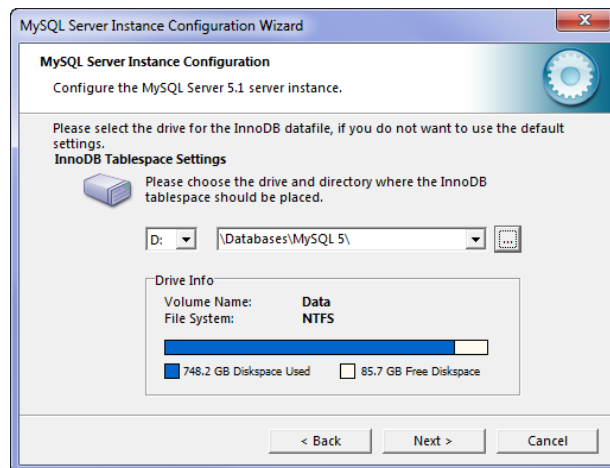 MySQL Server Instance Configuration Wizard
MySQL Server Instance Configuration
Configure the MySQL Server 5.1 server instance.
Please select the drive for the InnoDB datafile, if you do not want to use the default
settings.
InnoDB Tablespace Settings
Please choose the drive and directory where the InnoDB
tablespace should be placed.
D: \Databases\MySQL 5\ ...
Drive Info
Volume Name: Data
File System: NTFS
748.2 GB Diskspace Used 85.7 GB Free Diskspace
< Back Next > Cancel